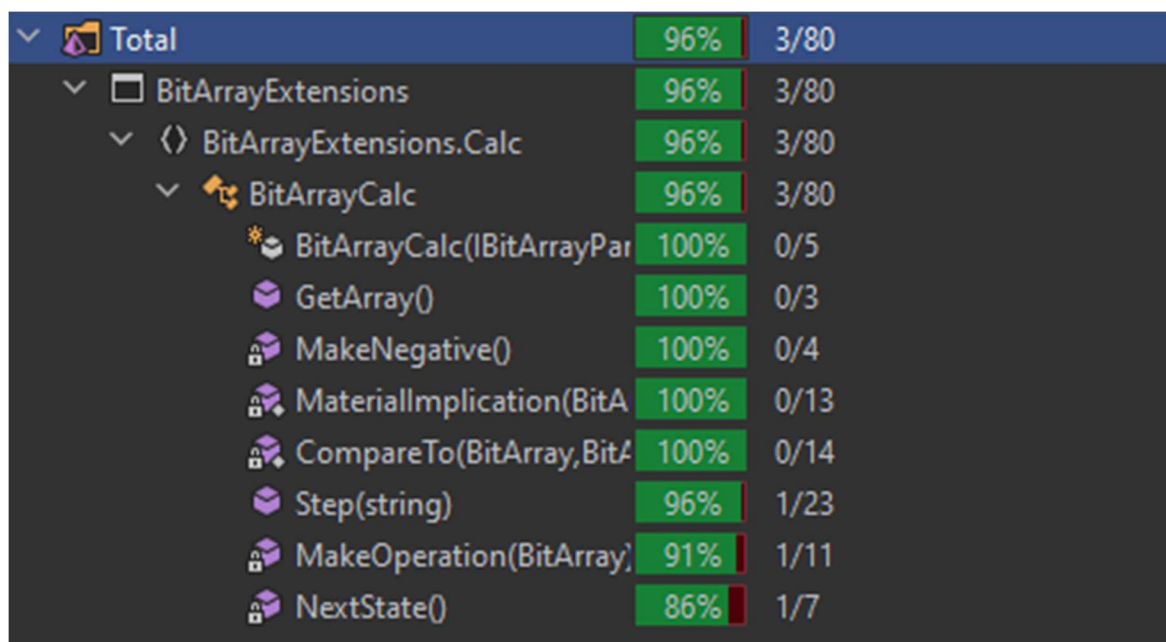 Total 96% 3/80
BitArrayExtensions 96% 3/80
BitArrayExtensions.Calc 96% 3/80
BitArrayCalc 96% 3/80
BitArrayCalc(IBitArrayPar 100% 0/5
GetArray() 100% 0/3
MakeNegative() 100% 0/4
MaterialImplication(BitA 100% 0/13
CompareTo(BitArray,BitA 100% 0/14
Step(string) 96% 1/23
MakeOperation(BitArray) 91% 1/11
NextState() 86% 1/7